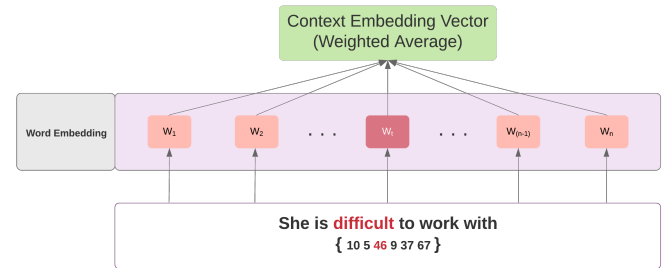 Context Embedding Vector
(Weighted Average)
Word Embedding
W1 W2 . . . Wt . . . W(n-1) Wn
She is difficult to work with
{ 10 5 46 9 37 67 }